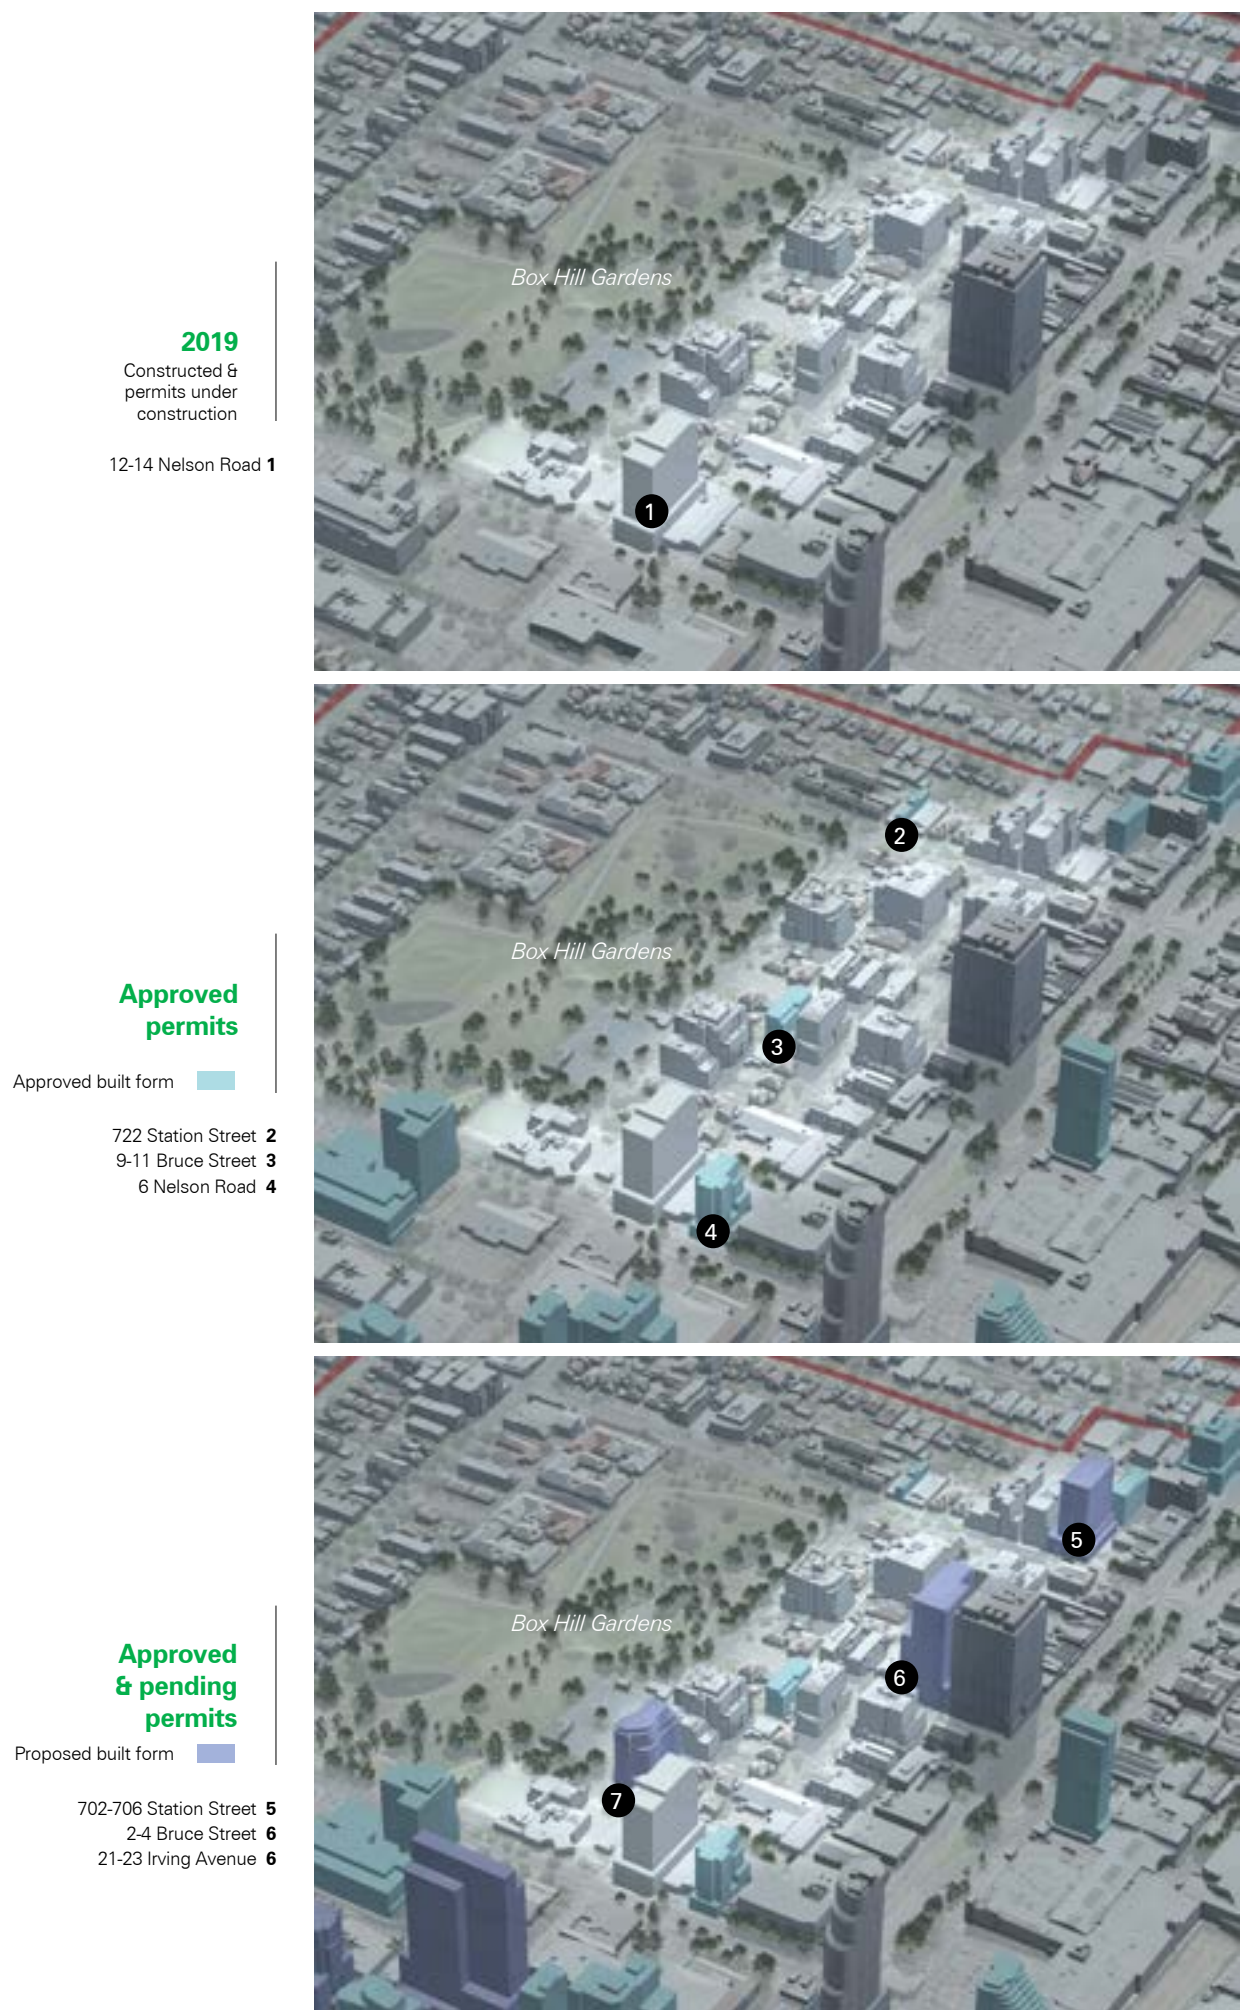 Box Hill Gardens
2019
Constructed &
permits under
construction
12-14 Nelson Road 1
1
2
Box Hill Gardens
Approved
permits
3
Approved built form
722 Station Street 2
9-11 Bruce Street 3
6 Nelson Road 4
4
5
Box Hill Gardens
Approved
& pending
permits
6
Proposed built form
7
702-706 Station Street 5
2-4 Bruce Street 6
21-23 Irving Avenue 6